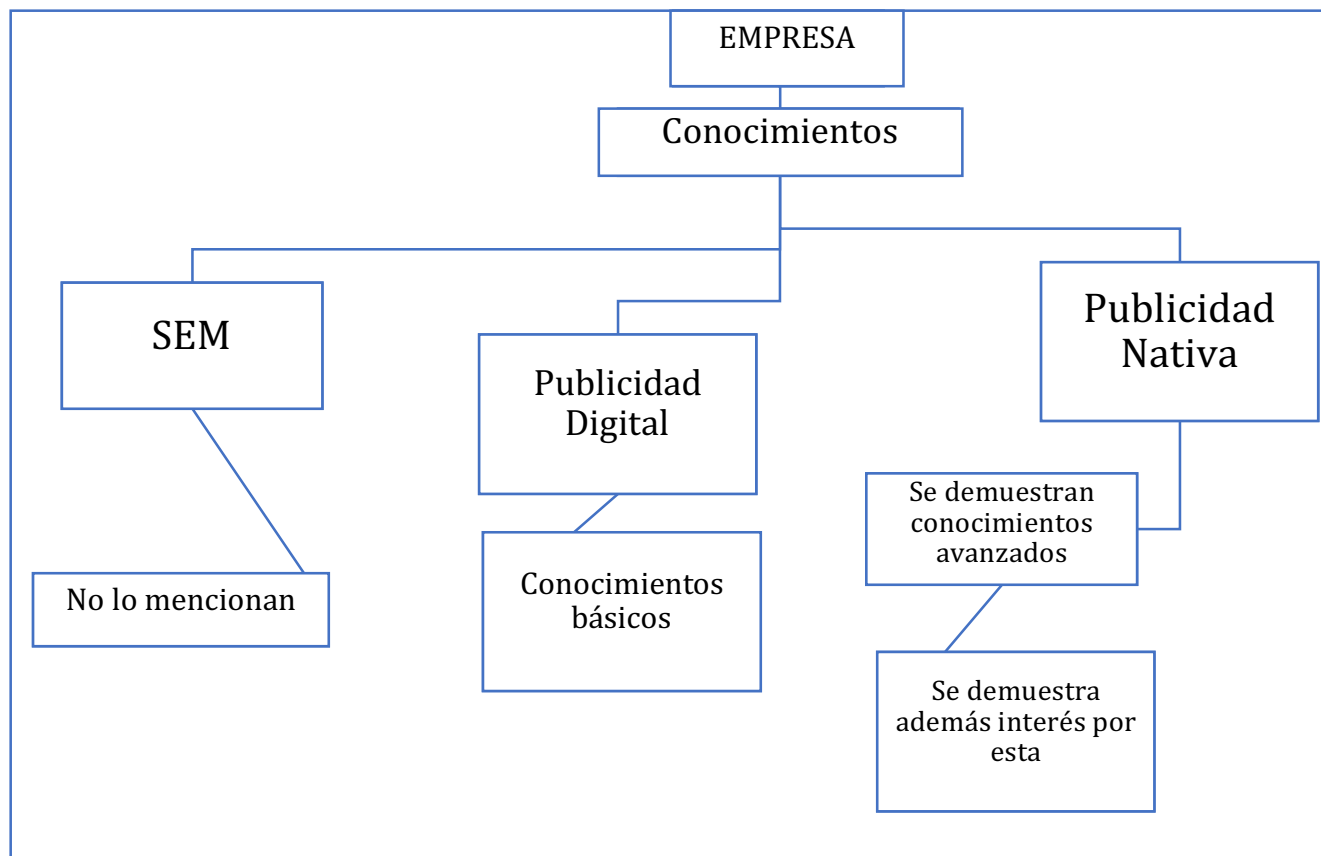 EMPRESA
Conocimientos
SEM
Publicidad
Digital
Publicidad
Nativa
No lo mencionan
Conocimientos
básicos
Se demuestran
conocimientos
avanzados
Se demuestra
además interés por
esta